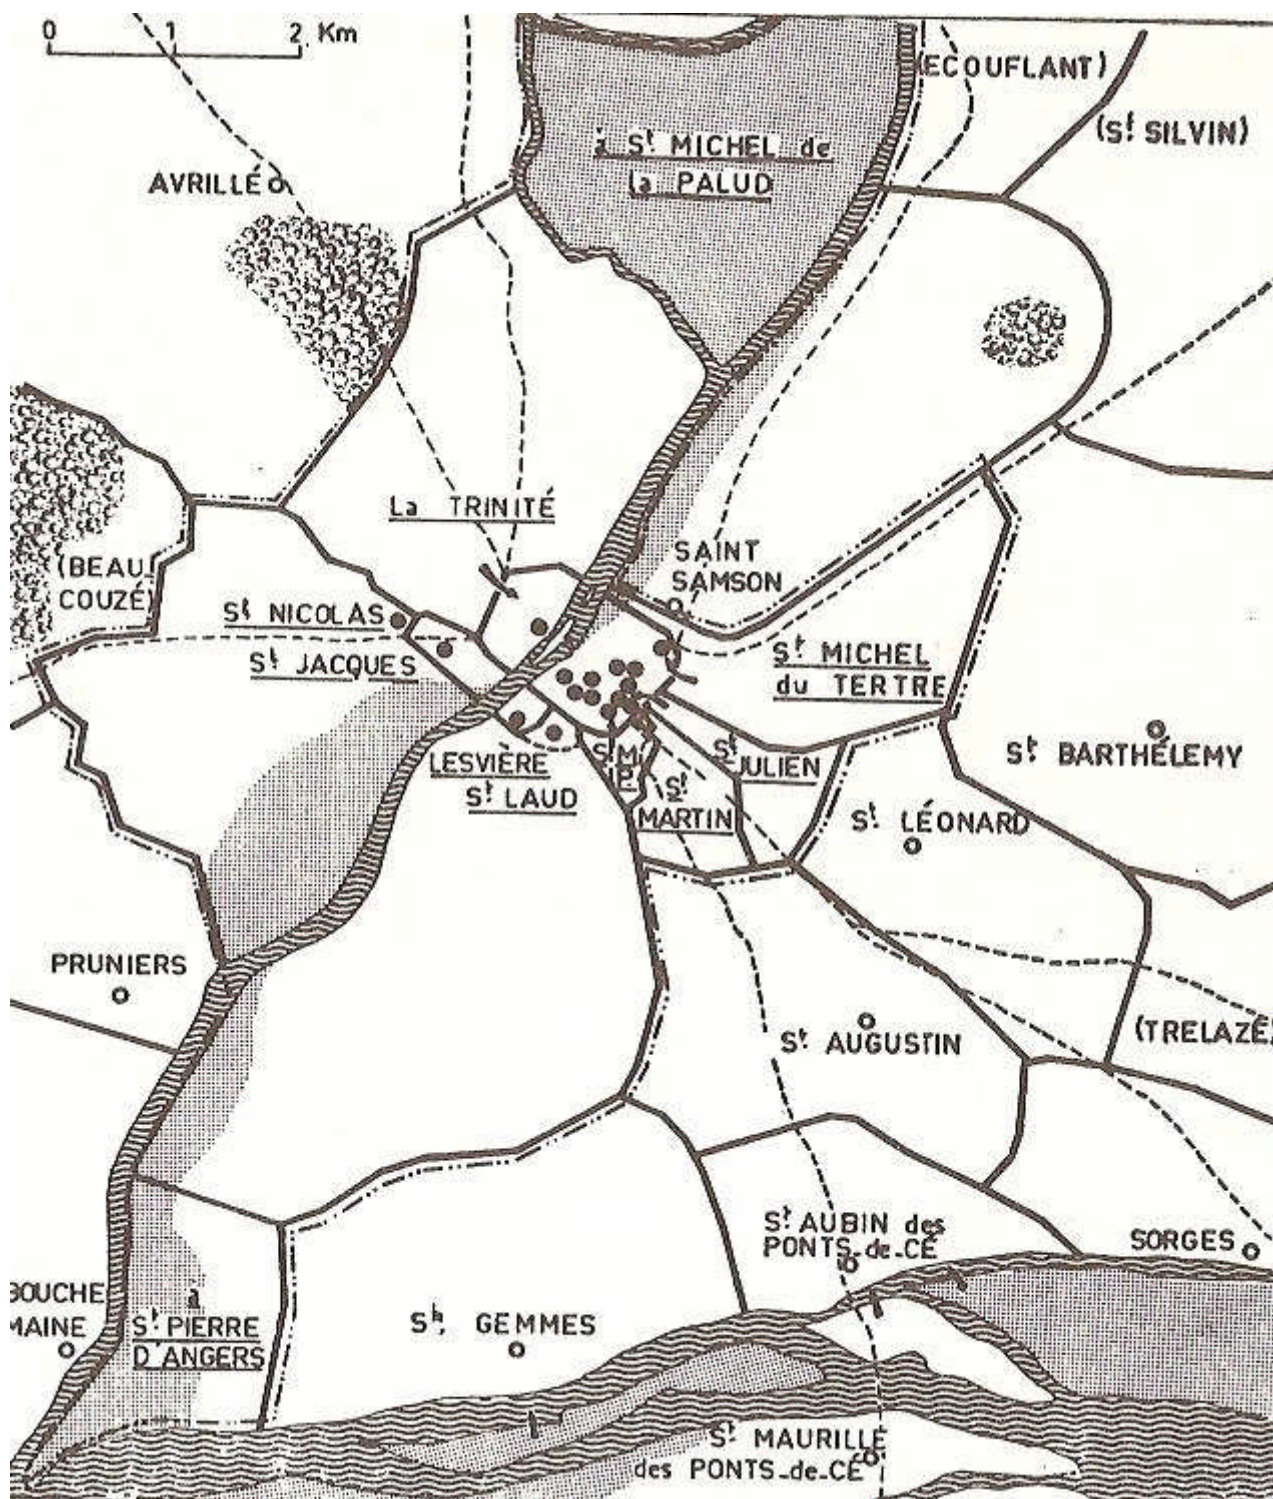 0 1 2 Km
(ECOUFLANT)
(Sᵗ SILVIN)
à Sᵗ MICHEL de
la PALUD
AVRILLÉ
La TRINITÉ
SAINT
SAMSON
(BEAU
COUZÉ)
Sᵗ NICOLAS
Sᵗ JACQUES
Sᵗ MICHEL
du TERTRE
LESVIÈRE
Sᵗ LAUD
S.M.
P.
Sᵗ
JULIEN
Sᵗ
MARTIN
Sᵗ BARTHÉLEMY
Sᵗ LÉONARD
PRUNIERS
Sᵗ AUGUSTIN
(TRELAZÉ)
Sᵗ AUBIN des
PONTS-de-CÉ
SORGES
BOUCHE
MAINE
à
Sᵗ PIERRE
D'ANGERS
Sᵗᵉ GEMMES
Sᵗ MAURILLE
des PONTS-de-CÉ